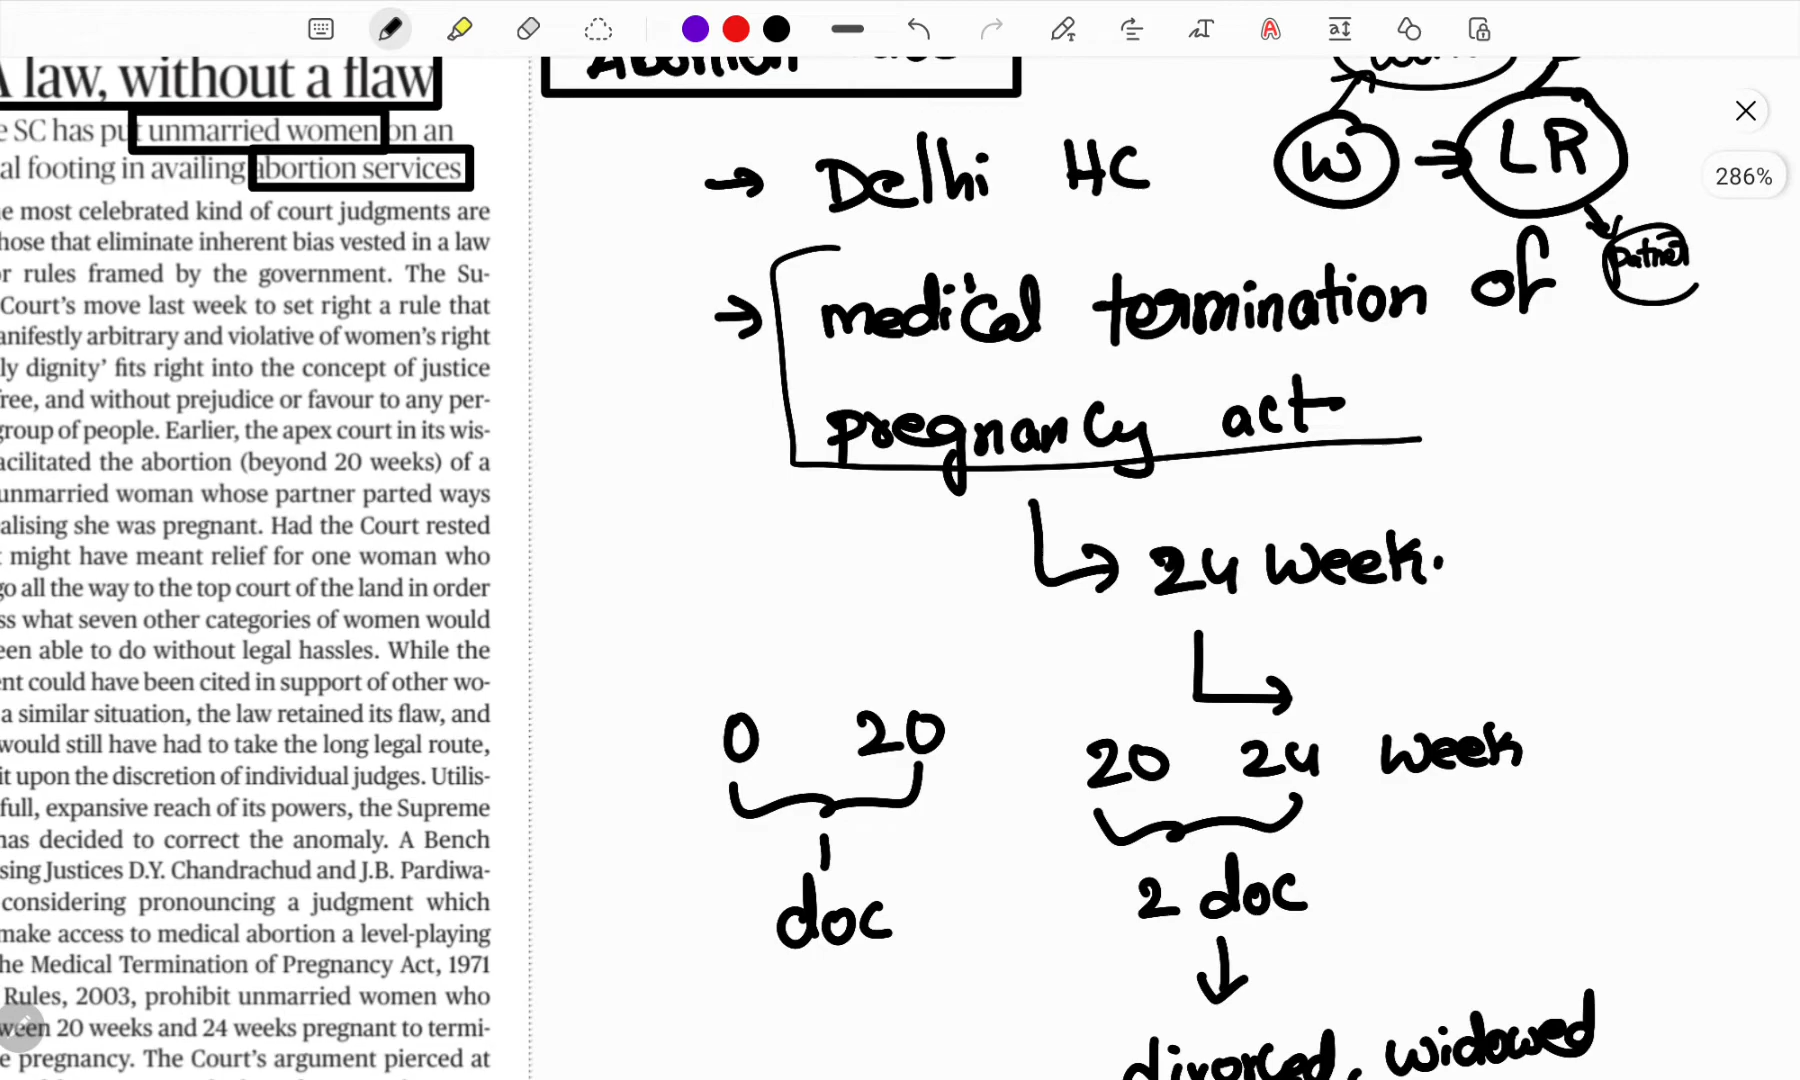 A law, without a flaw
e SC has put unmarried women on an
al footing in availing abortion services
e most celebrated kind of court judgments are
hose that eliminate inherent bias vested in a law
or rules framed by the government. The Su-
Court's move last week to set right a rule that
anifestly arbitrary and violative of women's right
ly dignity' fits right into the concept of justice
free, and without prejudice or favour to any per-
group of people. Earlier, the apex court in its wis-
acilitated the abortion (beyond 20 weeks) of a
unmarried woman whose partner parted ways
alising she was pregnant. Had the Court rested
t might have meant relief for one woman who
go all the way to the top court of the land in order
ss what seven other categories of women would
een able to do without legal hassles. While the
ent could have been cited in support of other wo-
a similar situation, the law retained its flaw, and
would still have had to take the long legal route,
it upon the discretion of individual judges. Utilis-
full, expansive reach of its powers, the Supreme
has decided to correct the anomaly. A Bench
sing Justices D.Y. Chandrachud and J.B. Pardiwa-
considering pronouncing a judgment which
make access to medical abortion a level-playing
he Medical Termination of Pregnancy Act, 1971
Rules, 2003, prohibit unmarried women who
ween 20 weeks and 24 weeks pregnant to termi-
e pregnancy. The Court's argument pierced at
Abortion
→ Delhi HC
W → LR
partner
→ medical termination of
pregnancy act
24 week.
0 20
20 24 week
doc
2 doc
divorced, widowed
286%